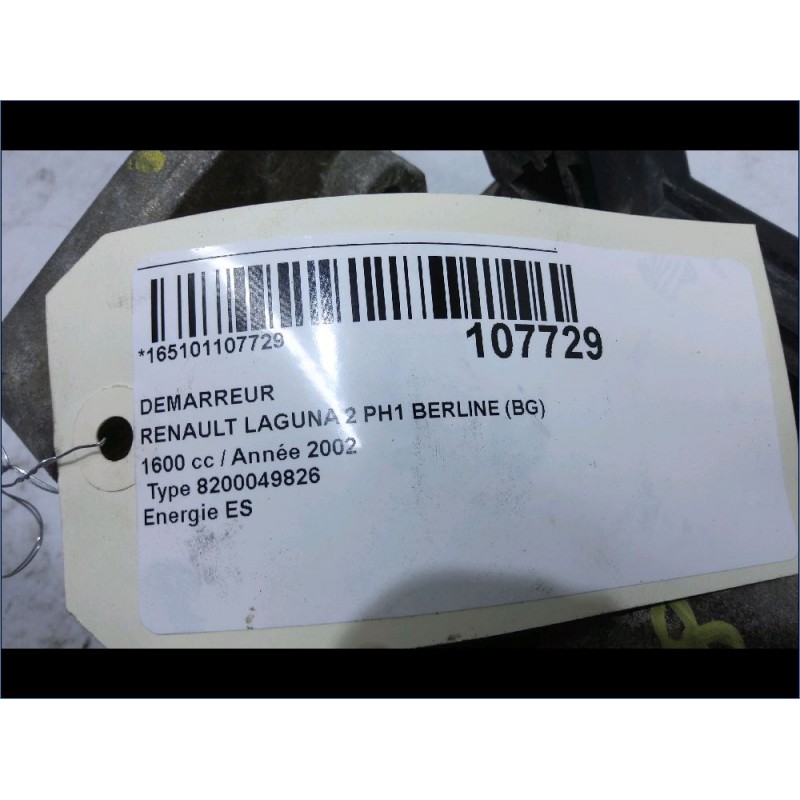 *165101107729
107729
DEMARREUR
RENAULT LAGUNA 2 PH1 BERLINE (BG)
1600 cc / Année 2002
Type 8200049826
Energie ES